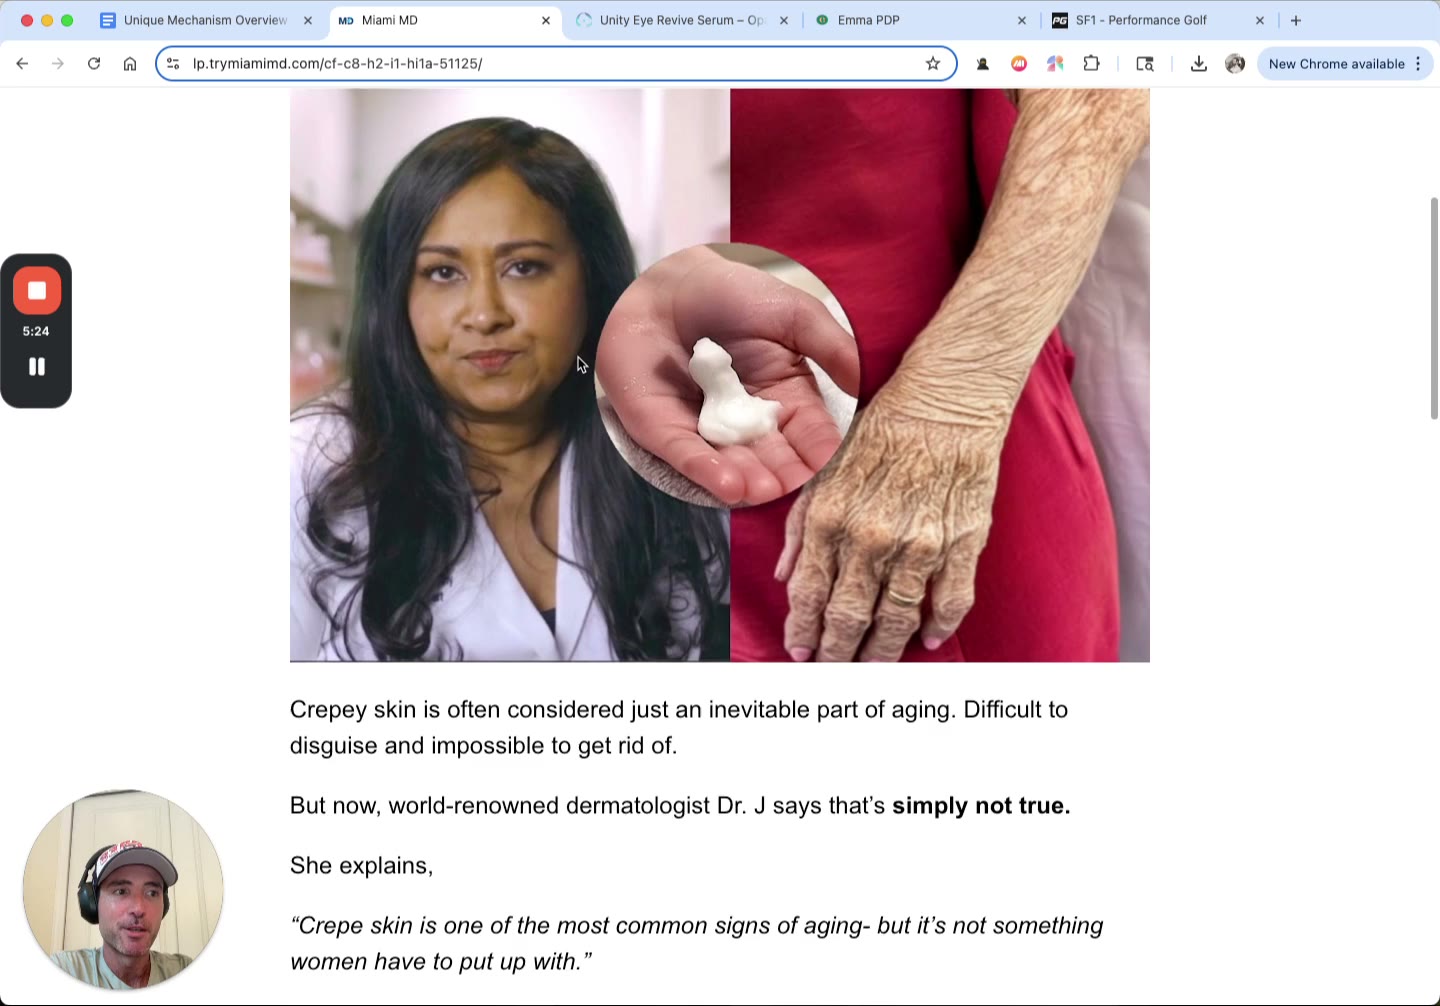 Unique Mechanism Overview
MD Miami MD
Unity Eye Revive Serum – Op
Emma PDP
PG SF1 - Performance Golf
lp.trymiamimd.com/cf-c8-h2-i1-hi1a-51125/
New Chrome available
5:24
Crepey skin is often considered just an inevitable part of aging. Difficult to
disguise and impossible to get rid of.
But now, world-renowned dermatologist Dr. J says that’s simply not true.
She explains,
“Crepe skin is one of the most common signs of aging- but it’s not something
women have to put up with.”